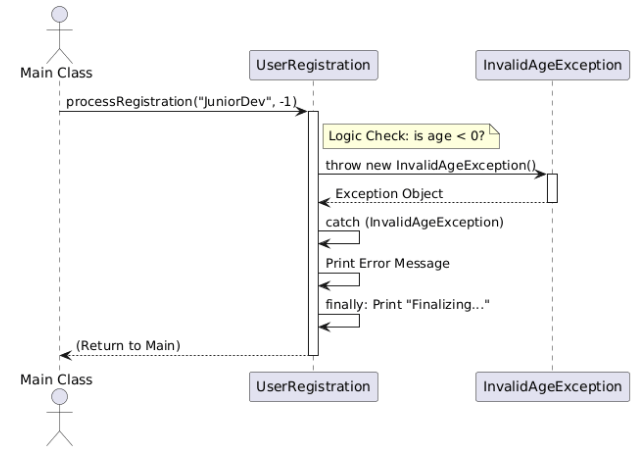 Main Class
UserRegistration
InvalidAgeException
processRegistration("JuniorDev", -1)
Logic Check: is age < 0?
throw new InvalidAgeException()
Exception Object
catch (InvalidAgeException)
Print Error Message
finally: Print "Finalizing..."
(Return to Main)
Main Class
UserRegistration
InvalidAgeException